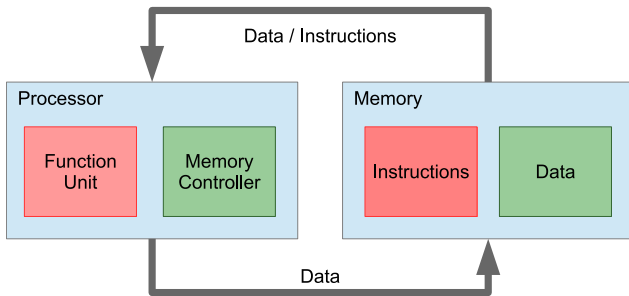 Data / Instructions
Processor
Memory
Function
Unit
Memory
Controller
Instructions
Data
Data